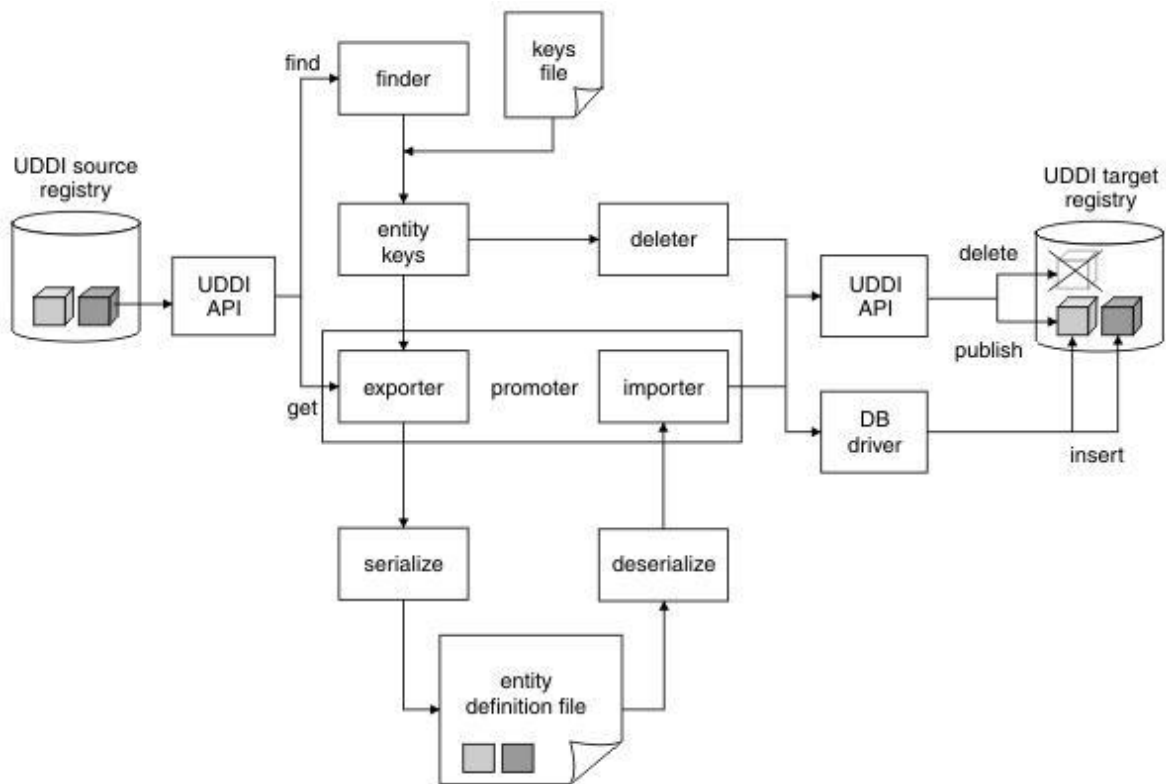 keys
file
find
finder
UDDI source
registry
UDDI target
registry
entity
keys
deleter
delete
UDDI
API
UDDI
API
publish
exporter
promoter
importer
get
DB
driver
insert
serialize
deserialize
entity
definition file